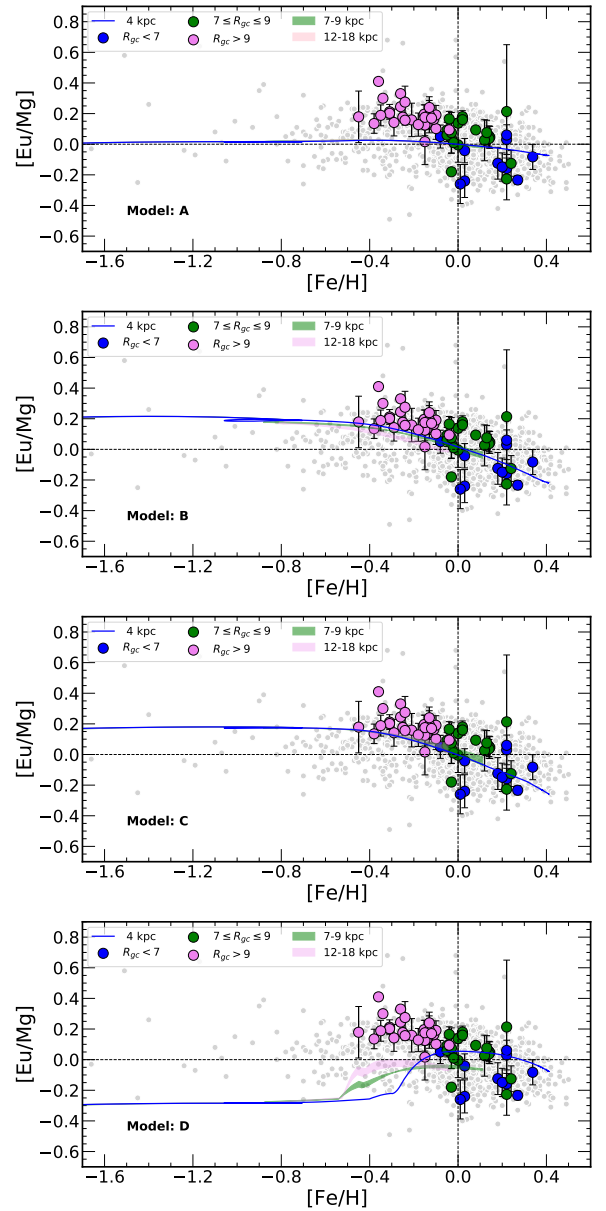 0.8
0.6
0.4
0.2
0.0
−0.2
−0.4
−0.6
[Eu/Mg]
4 kpc
R_gc < 7
7 ≤ R_gc ≤ 9
R_gc > 9
7-9 kpc
12-18 kpc
Model: A
−1.6 −1.2 −0.8 −0.4 0.0 0.4
[Fe/H]
0.8
0.6
0.4
0.2
0.0
−0.2
−0.4
−0.6
[Eu/Mg]
4 kpc
R_gc < 7
7 ≤ R_gc ≤ 9
R_gc > 9
7-9 kpc
12-18 kpc
Model: B
−1.6 −1.2 −0.8 −0.4 0.0 0.4
[Fe/H]
0.8
0.6
0.4
0.2
0.0
−0.2
−0.4
−0.6
[Eu/Mg]
4 kpc
R_gc < 7
7 ≤ R_gc ≤ 9
R_gc > 9
7-9 kpc
12-18 kpc
Model: C
−1.6 −1.2 −0.8 −0.4 0.0 0.4
[Fe/H]
0.8
0.6
0.4
0.2
0.0
−0.2
−0.4
−0.6
[Eu/Mg]
4 kpc
R_gc < 7
7 ≤ R_gc ≤ 9
R_gc > 9
7-9 kpc
12-18 kpc
Model: D
−1.6 −1.2 −0.8 −0.4 0.0 0.4
[Fe/H]